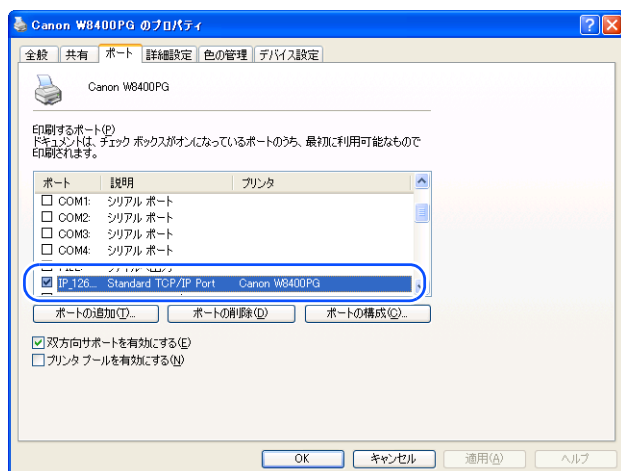 Canon W8400PG のプロパティ
全般 共有 ポート 詳細設定 色の管理 デバイス設定
Canon W8400PG
印刷するポート(P)
ドキュメントは、チェック ボックスがオンになっているポートのうち、最初に利用可能なもので
印刷されます。
ポート 説明 プリンタ
COM1: シリアル ポート
COM2: シリアル ポート
COM3: シリアル ポート
COM4: シリアル ポート
IP_126... Standard TCP/IP Port Canon W8400PG
ポートの追加(T)... ポートの削除(D) ポートの構成(C)...
双方向サポートを有効にする(E)
プリンタ プールを有効にする(N)
OK キャンセル 適用(A) ヘルプ